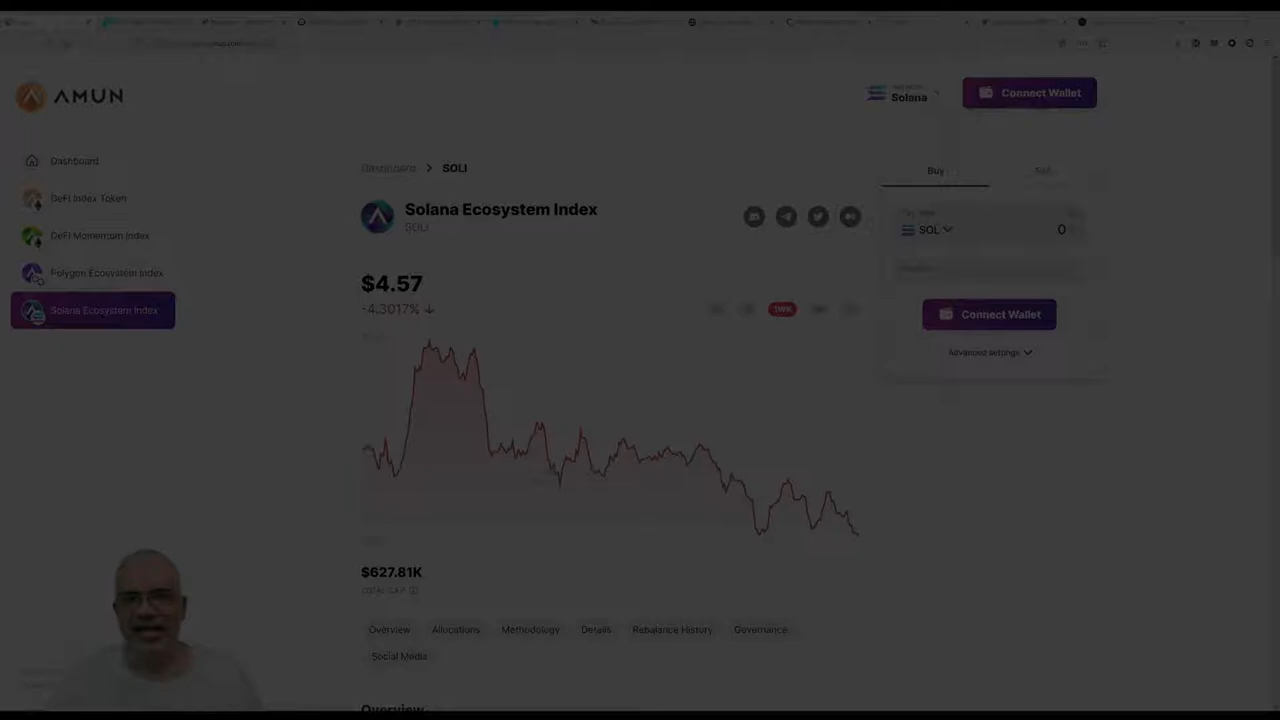 AMUN
Solana
Connect Wallet
Dashboard
DeFi Index Token
DeFi Momentum Index
Polygon Ecosystem Index
Solana Ecosystem Index
Dashboard > SOLI
Solana Ecosystem Index
SOLI
$4.57
-4.3017% ↓
1WK
Buy
Sell
SOL
0
Connect Wallet
Advanced settings
$627.81K
Overview
Allocations
Methodology
Details
Rebalance History
Governance
Social Media
Overview